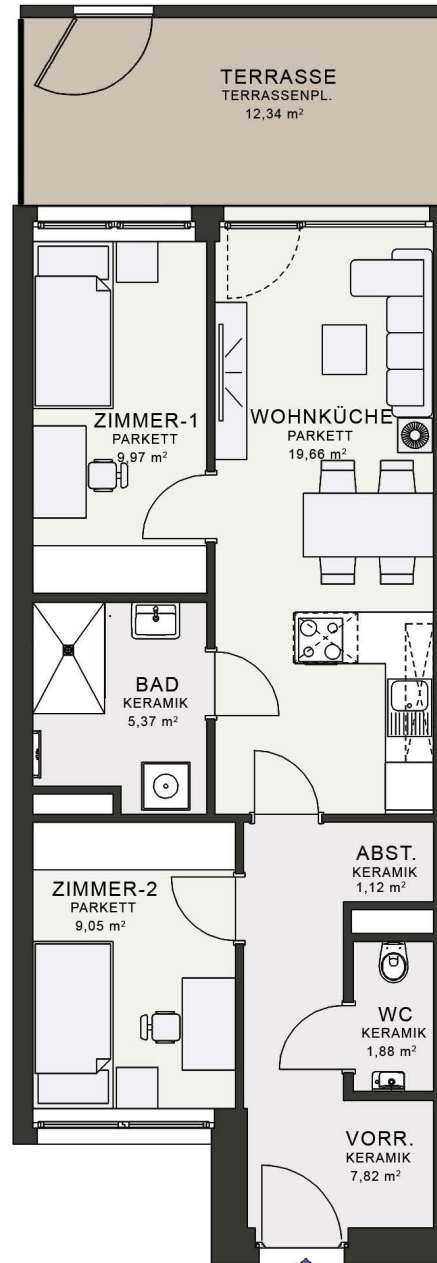 TERRASSE
TERRASSENPL.
12,34 m²
ZIMMER-1
PARKETT
9,97 m²
WOHNKÜCHE
PARKETT
19,66 m²
BAD
KERAMIK
5,37 m²
ABST.
KERAMIK
1,12 m²
ZIMMER-2
PARKETT
9,05 m²
WC
KERAMIK
1,88 m²
VORR.
KERAMIK
7,82 m²